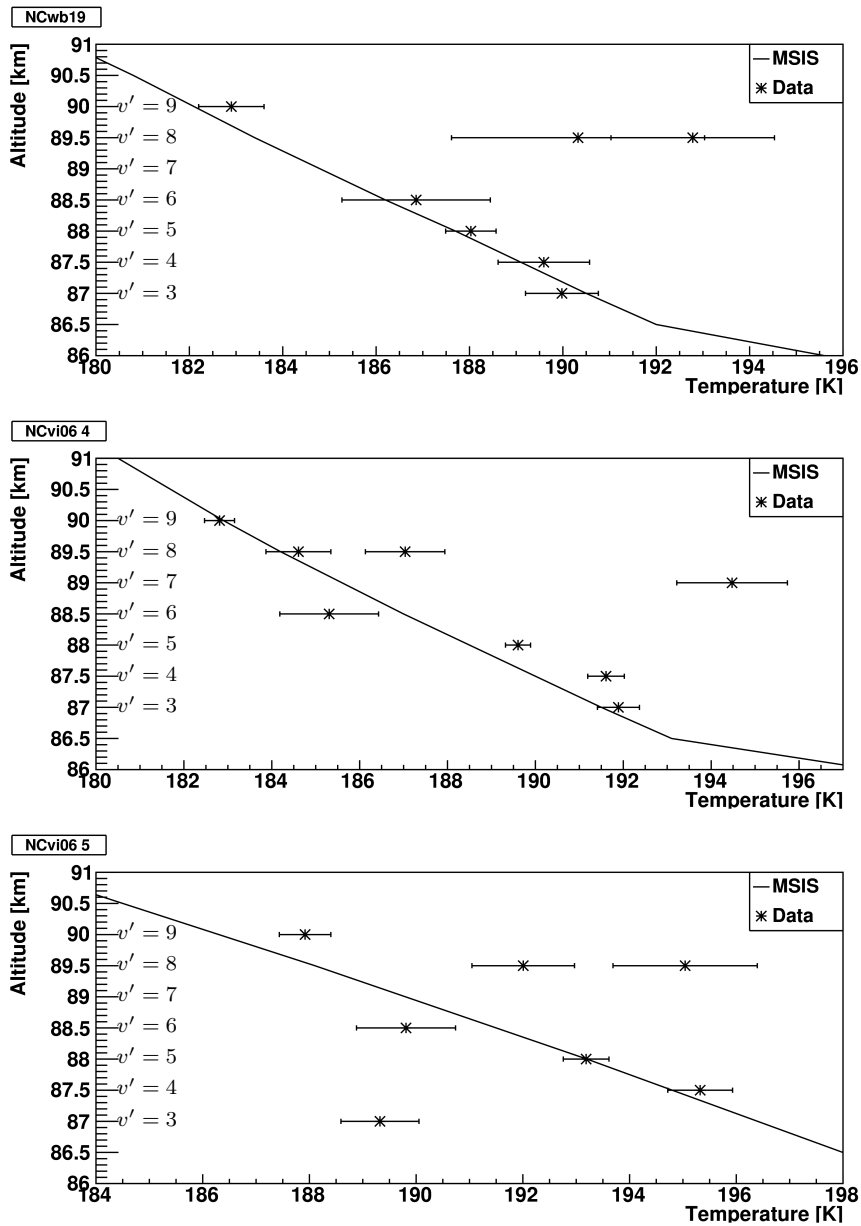 NCwb19
Altitude [km]
91
90.5
90 v′ = 9
89.5 v′ = 8
89 v′ = 7
88.5 v′ = 6
88 v′ = 5
87.5 v′ = 4
87 v′ = 3
86.5
86
MSIS
Data
180 182 184 186 188 190 192 194 196
Temperature [K]
NCvi06 4
Altitude [km]
91
90.5
90 v′ = 9
89.5 v′ = 8
89 v′ = 7
88.5 v′ = 6
88 v′ = 5
87.5 v′ = 4
87 v′ = 3
86.5
86
MSIS
Data
180 182 184 186 188 190 192 194 196
Temperature [K]
NCvi06 5
Altitude [km]
91
90.5
90 v′ = 9
89.5 v′ = 8
89 v′ = 7
88.5 v′ = 6
88 v′ = 5
87.5 v′ = 4
87 v′ = 3
86.5
86
MSIS
Data
184 186 188 190 192 194 196 198
Temperature [K]